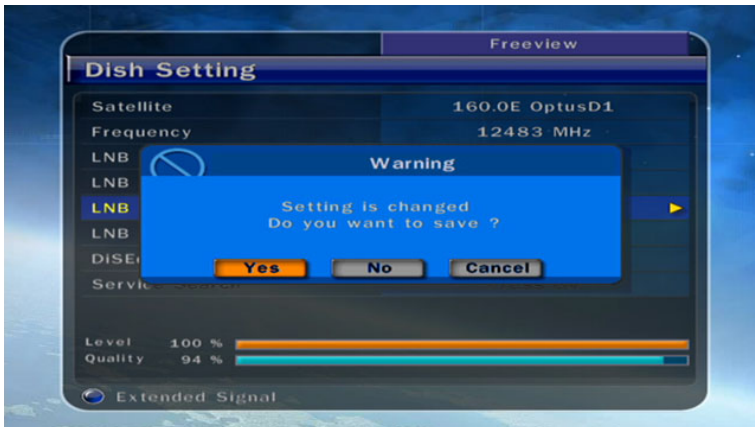 Freeview
Dish Setting
Satellite 160.0E OptusD1
Frequency 12483 MHz
LNB
LNB
LNB
LNB
Warning
Setting is changed
Do you want to save ?
Yes No Cancel
Level 100 %
Quality 94 %
Extended Signal